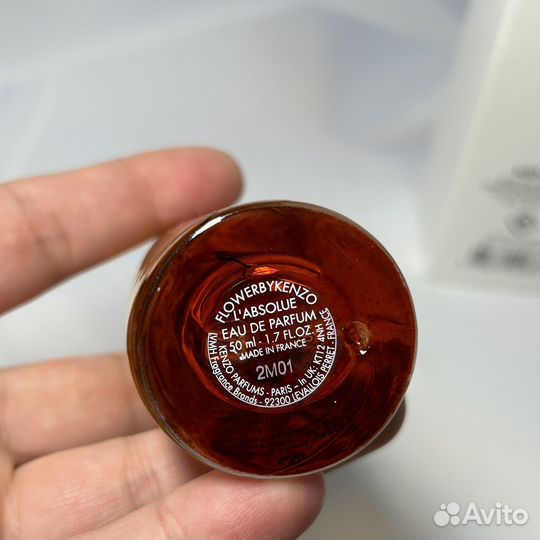 FLOWERBYKENZO
L'ABSOLUE
EAU DE PARFUM
50 ml - 1.7 FL.OZ.
MADE IN FRANCE
2M01
KENZO PARFUMS - PARIS - In UK: KT12 4NH
LVMH Fragrance Brands - 92300 LEVALLOIS PERRET - FRANCE
Avito